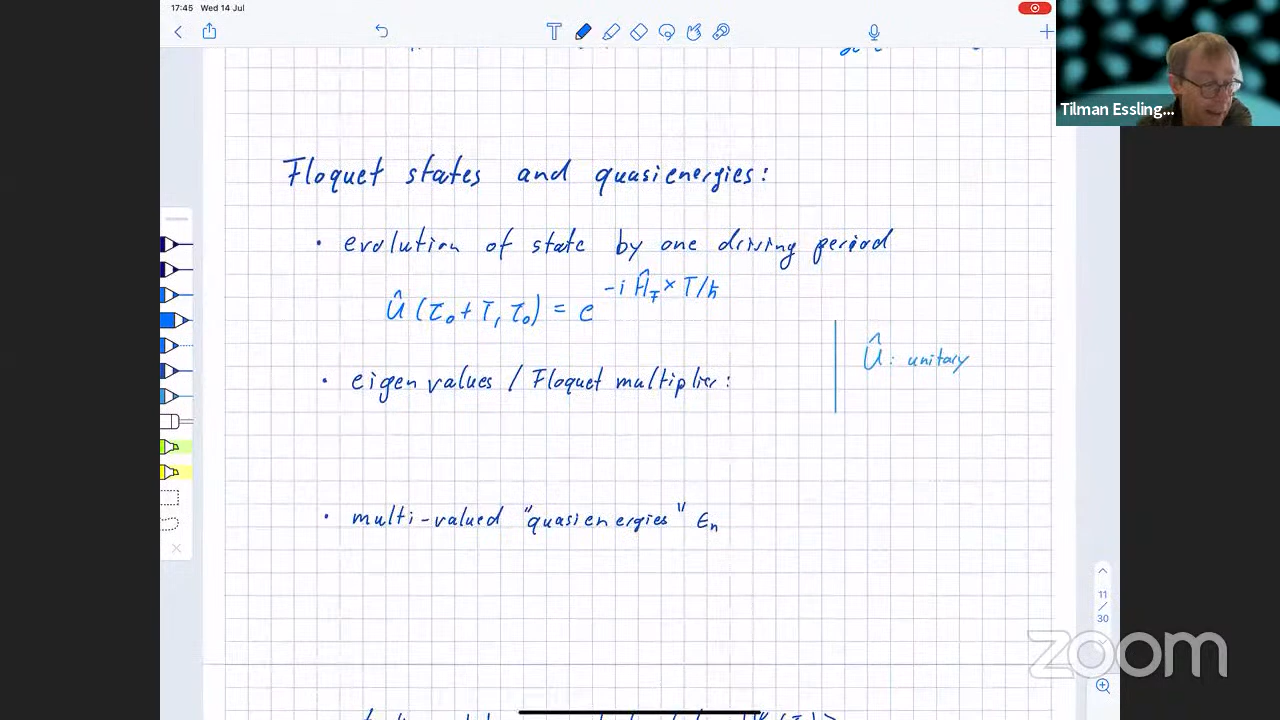 17:45 Wed 14 Jul
Tilman Essling...
Floquet states and quasienergies:
• evolution of state by one driving period
Û (τ₀ + T, τ₀) = e^{-i Ĥ_F × T/ħ}
Û : unitary
• eigenvalues / Floquet multiplier:
• multi-valued "quasienergies" ϵₙ
11
/
30
zoom